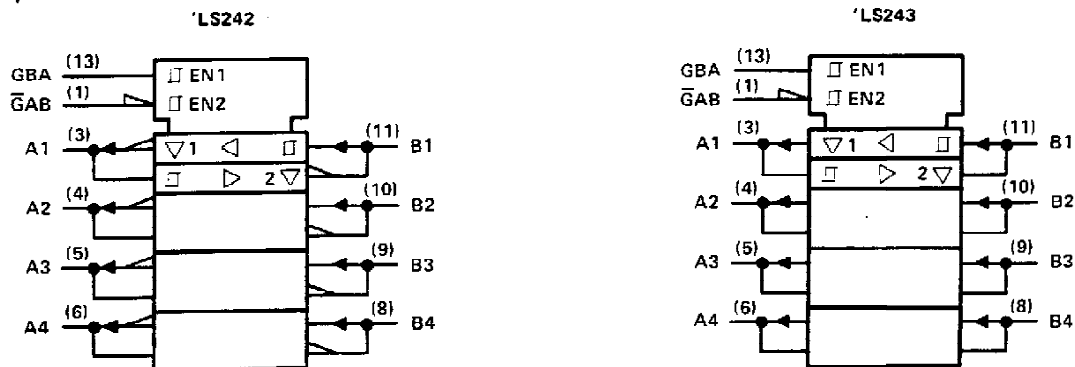 'LS242
GBA (13) EN1
G̅AB (1) EN2
A1 (3) 1 (11) B1
2
A2 (4) (10) B2
A3 (5) (9) B3
A4 (6) (8) B4
'LS243
GBA (13) EN1
G̅AB (1) EN2
A1 (3) 1 (11) B1
2
A2 (4) (10) B2
A3 (5) (9) B3
A4 (6) (8) B4